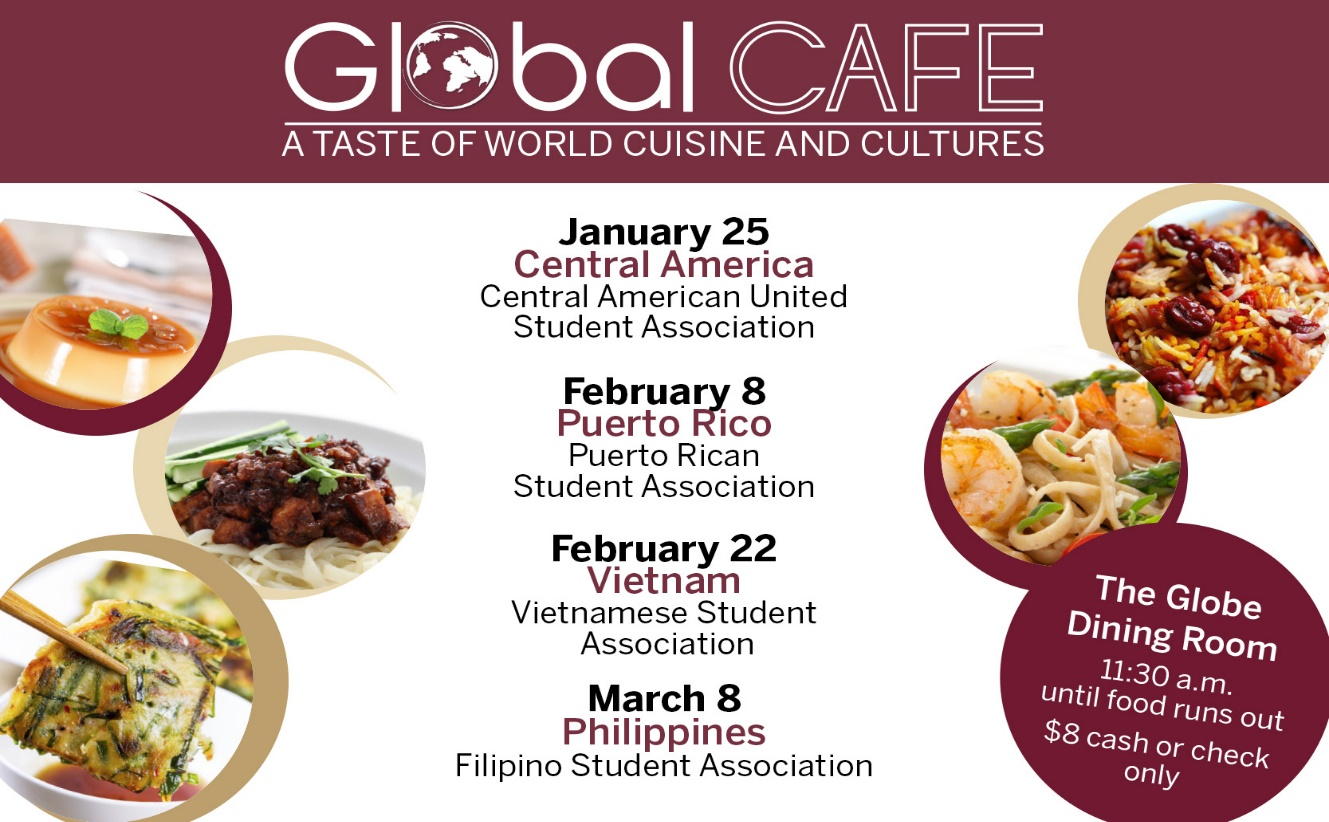 Global CAFE
A TASTE OF WORLD CUISINE AND CULTURES
January 25
Central America
Central American United
Student Association
February 8
Puerto Rico
Puerto Rican
Student Association
February 22
Vietnam
Vietnamese Student
Association
March 8
Philippines
Filipino Student Association
The Globe
Dining Room
11:30 a.m.
until food runs out
$8 cash or check
only